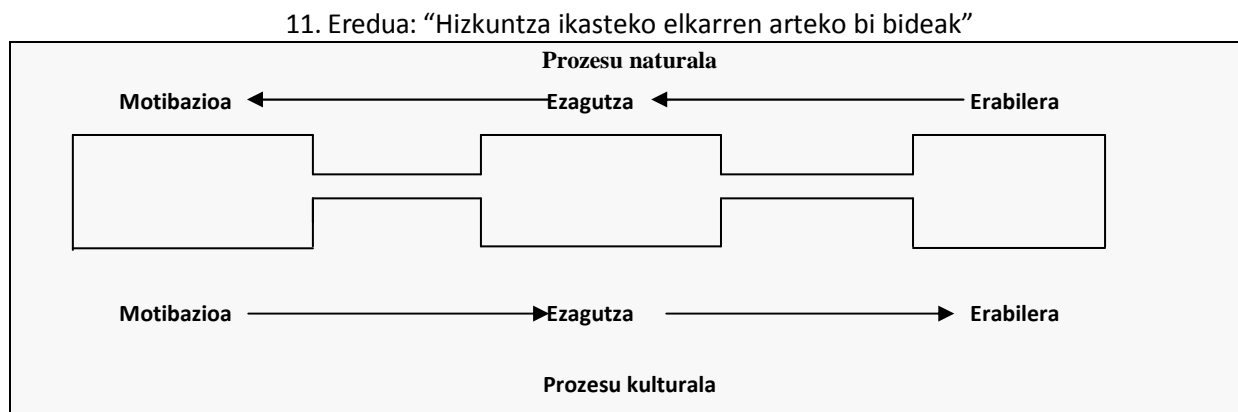 11. Eredua: “Hizkuntza ikasteko elkarren arteko bi bideak”
Prozesu naturala
Motibazioa Ezagutza Erabilera
Motibazioa Ezagutza Erabilera
Prozesu kulturala